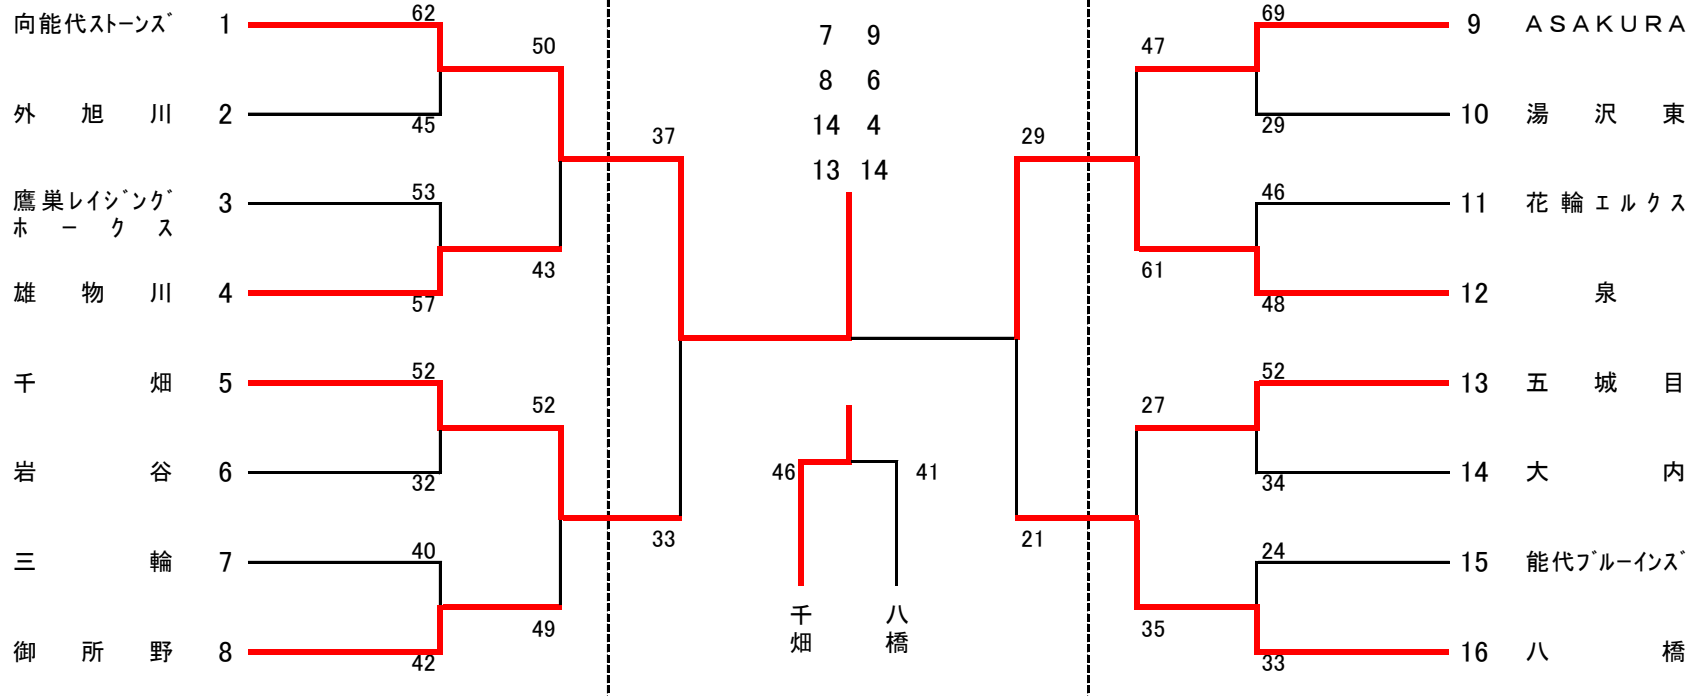 向能代ストーンズ 1 62
50
外旭川 2 45
鷹巣レイジング
ホークス 3 53
43
雄物川 4 57
37
千畑 5 52
52
岩谷 6 32
33
三輪 7 40
49
御所野 8 42
7 9
8 6
14 4
13 14
46 41
千畑 八橋
69 9 ASAKURA
47
29 10 湯沢東
29
46 11 花輪エルクス
61
48 12 泉
52 13 五城目
27
34 14 大内
21
24 15 能代ブルーインズ
35
33 16 八橋